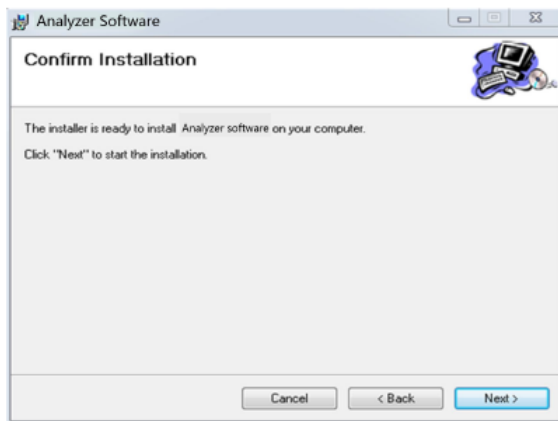 Analyzer Software
Confirm Installation
The installer is ready to install Analyzer software on your computer.
Click "Next" to start the installation.
Cancel
< Back
Next >